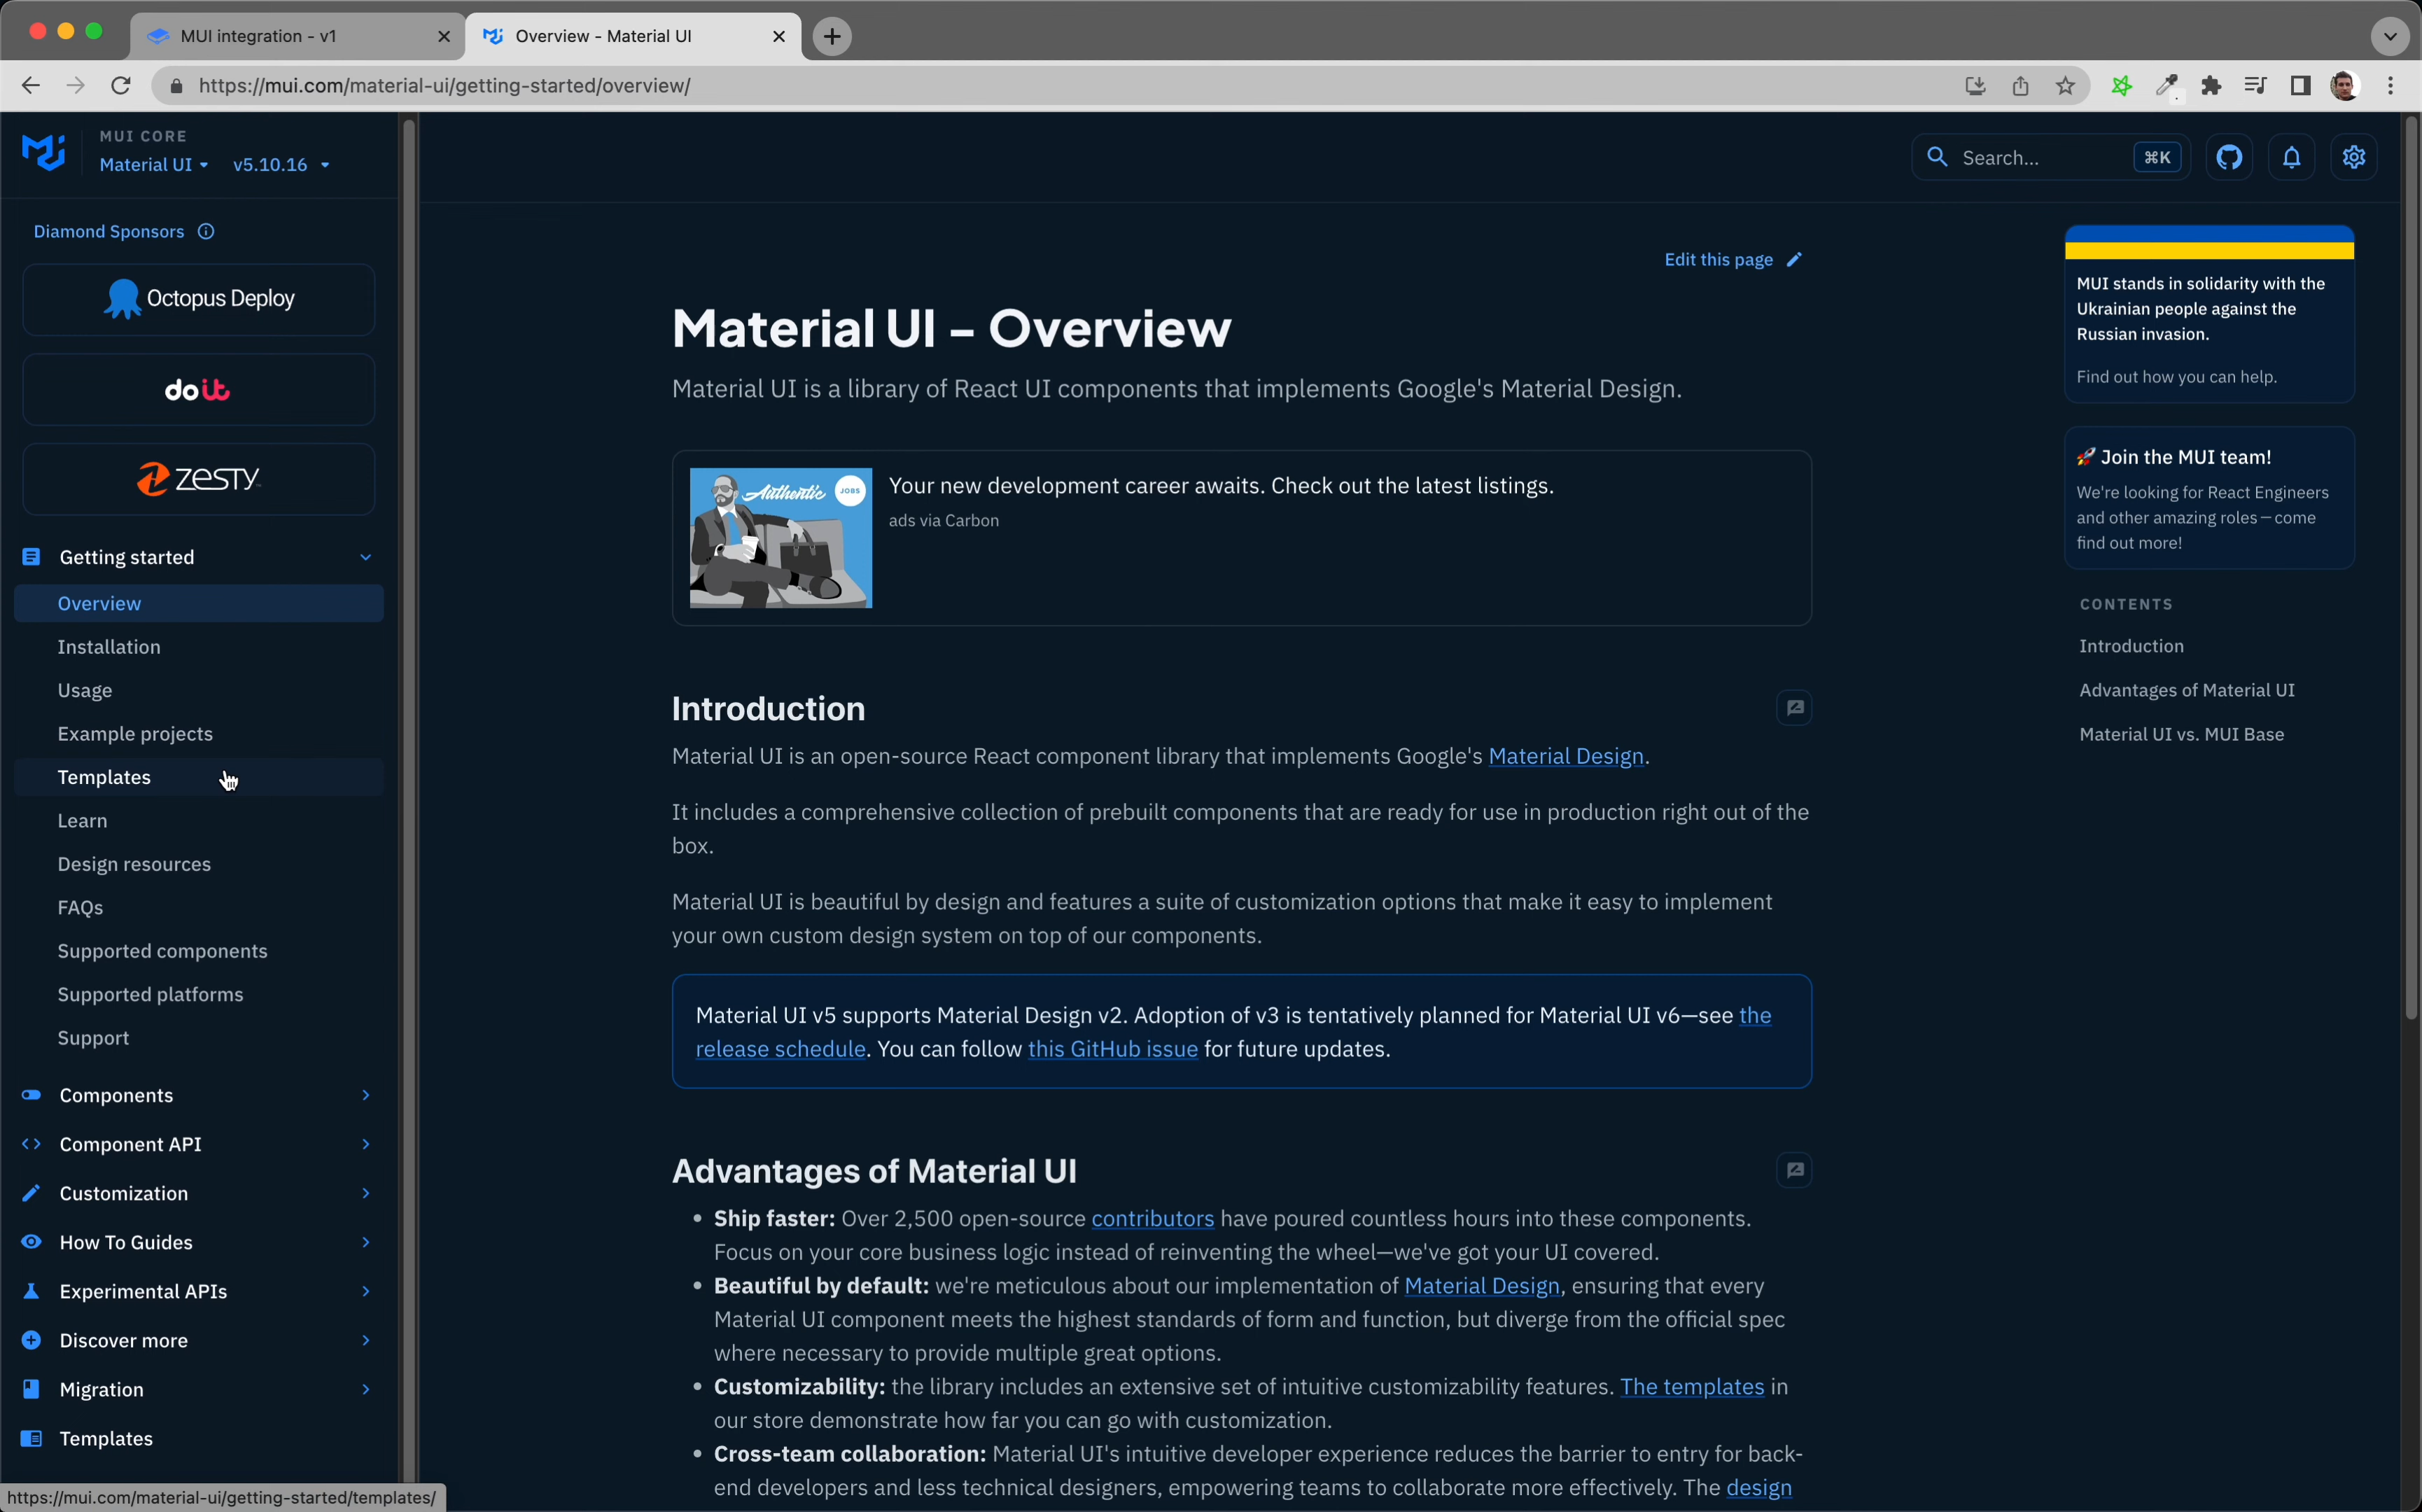 MUI integration - v1
Overview - Material UI
https://mui.com/material-ui/getting-started/overview/
MUI CORE
Material UI
v5.10.16
Search...
⌘K
Diamond Sponsors
Octopus Deploy
doit
ZESTY
Getting started
Overview
Installation
Usage
Example projects
Templates
Learn
Design resources
FAQs
Supported components
Supported platforms
Support
Components
Component API
Customization
How To Guides
Experimental APIs
Discover more
Migration
Templates
https://mui.com/material-ui/getting-started/templates/
Edit this page
Material UI – Overview
Material UI is a library of React UI components that implements Google's Material Design.
Authentic
JOBS
Your new development career awaits. Check out the latest listings.
ads via Carbon
Introduction
Material UI is an open-source React component library that implements Google's Material Design.
It includes a comprehensive collection of prebuilt components that are ready for use in production right out of the
box.
Material UI is beautiful by design and features a suite of customization options that make it easy to implement
your own custom design system on top of our components.
Material UI v5 supports Material Design v2. Adoption of v3 is tentatively planned for Material UI v6—see the
release schedule. You can follow this GitHub issue for future updates.
Advantages of Material UI
• Ship faster: Over 2,500 open-source contributors have poured countless hours into these components.
Focus on your core business logic instead of reinventing the wheel—we've got your UI covered.
• Beautiful by default: we're meticulous about our implementation of Material Design, ensuring that every
Material UI component meets the highest standards of form and function, but diverge from the official spec
where necessary to provide multiple great options.
• Customizability: the library includes an extensive set of intuitive customizability features. The templates in
our store demonstrate how far you can go with customization.
• Cross-team collaboration: Material UI's intuitive developer experience reduces the barrier to entry for back-
end developers and less technical designers, empowering teams to collaborate more effectively. The design
MUI stands in solidarity with the
Ukrainian people against the
Russian invasion.
Find out how you can help.
🚀 Join the MUI team!
We're looking for React Engineers
and other amazing roles—come
find out more!
CONTENTS
Introduction
Advantages of Material UI
Material UI vs. MUI Base